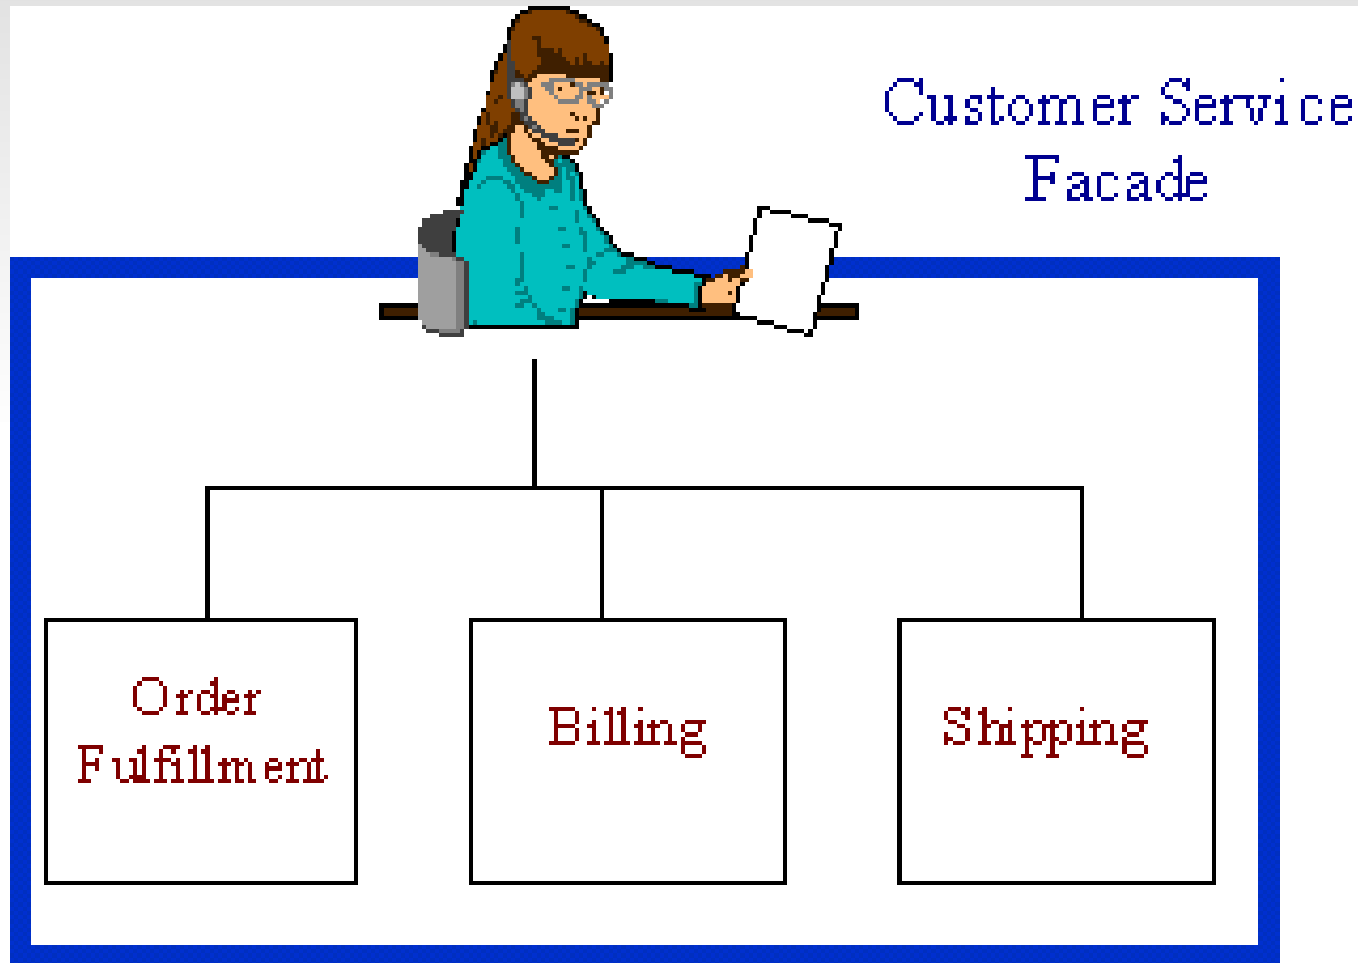 Customer Service
Facade
Order
Fulfillment
Billing
Shipping